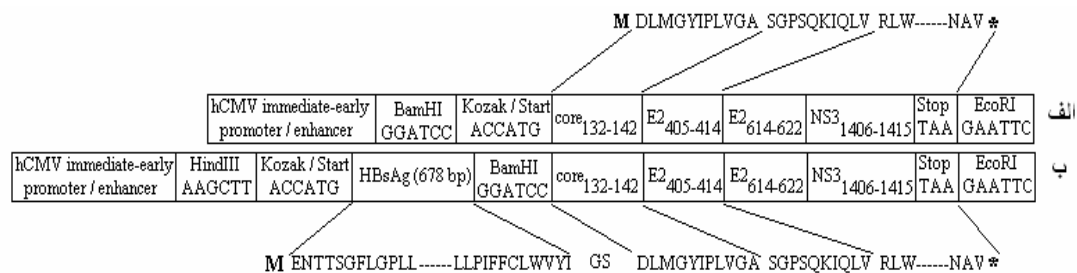 M DLMGYIPLVGA SGPSQKIQLV RLW------NAV *
hCMV immediate-early promoter / enhancer BamHI GGATCC Kozak / Start ACCATG core132-142 E2405-414 E2614-622 NS31406-1415 Stop TAA EcoRI GAATTC الف
hCMV immediate-early promoter / enhancer HindIII AAGCTT Kozak / Start ACCATG HBsAg (678 bp) BamHI GGATCC core132-142 E2405-414 E2614-622 NS31406-1415 Stop TAA EcoRI GAATTC ب
M ENTTSGFLGPLL ------LLPIFFCLWVYI GS DLMGYIPLVGA SGPSQKIQLV RLW------NAV *